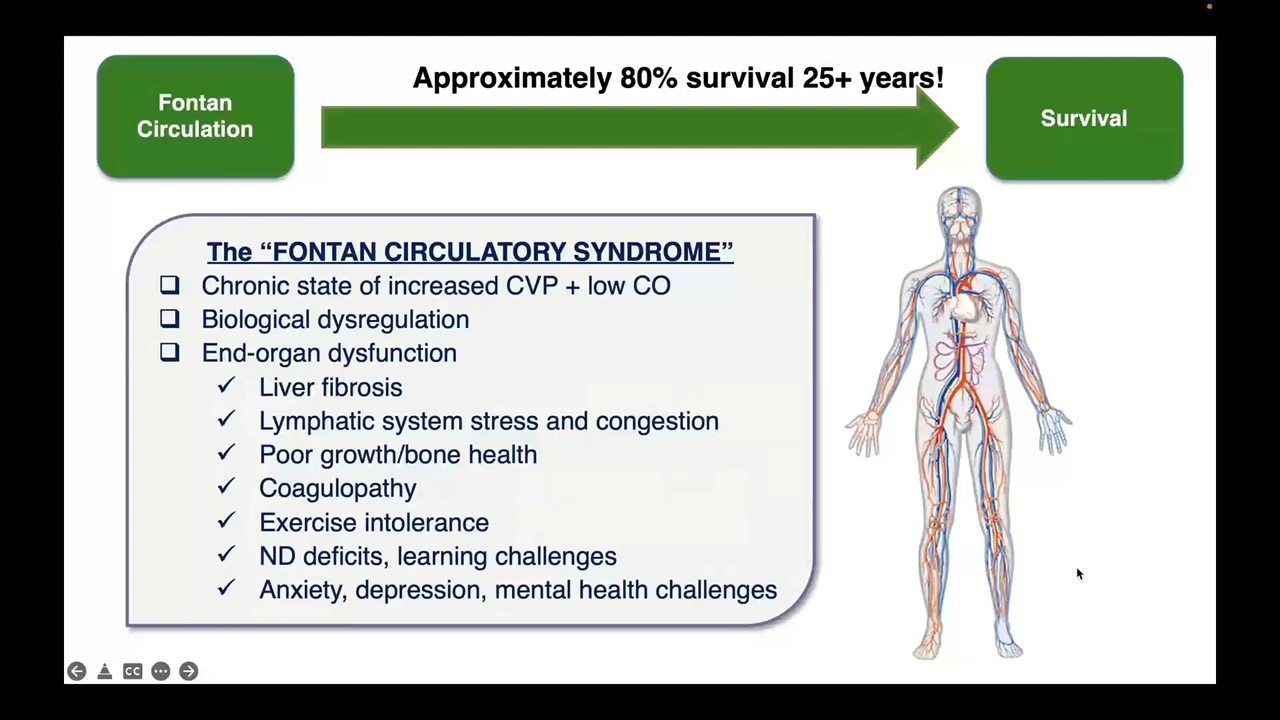 Approximately 80% survival 25+ years!
Fontan
Circulation
Survival
The “FONTAN CIRCULATORY SYNDROME”
Chronic state of increased CVP + low CO
Biological dysregulation
End-organ dysfunction
Liver fibrosis
Lymphatic system stress and congestion
Poor growth/bone health
Coagulopathy
Exercise intolerance
ND deficits, learning challenges
Anxiety, depression, mental health challenges
CC